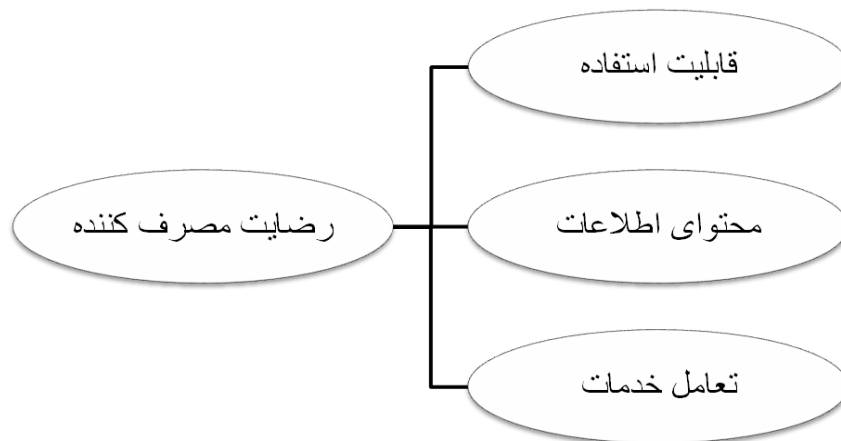 قابلیت استفاده
رضایت مصرف کننده
محتوای اطلاعات
تعامل خدمات